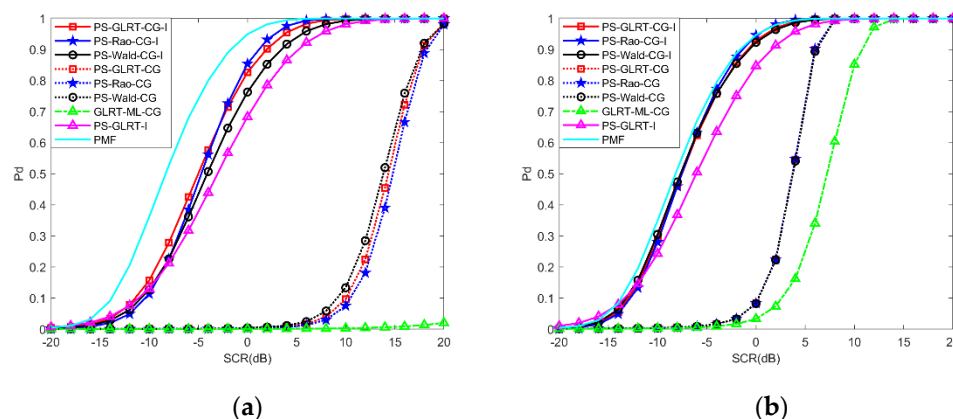 1
0.9
0.8
0.7
0.6
0.5
0.4
0.3
0.2
0.1
0
Pd
PS-GLRT-CG-I
PS-Rao-CG-I
PS-Wald-CG-I
PS-GLRT-CG
PS-Rao-CG
PS-Wald-CG
GLRT-ML-CG
PS-GLRT-I
PMF
-20 -15 -10 -5 0 5 10 15 20
SCR(dB)
(a)
1
0.9
0.8
0.7
0.6
0.5
0.4
0.3
0.2
0.1
0
Pd
PS-GLRT-CG-I
PS-Rao-CG-I
PS-Wald-CG-I
PS-GLRT-CG
PS-Rao-CG
PS-Wald-CG
GLRT-ML-CG
PS-GLRT-I
PMF
-20 -15 -10 -5 0 5 10 15
SCR(dB)
(b)